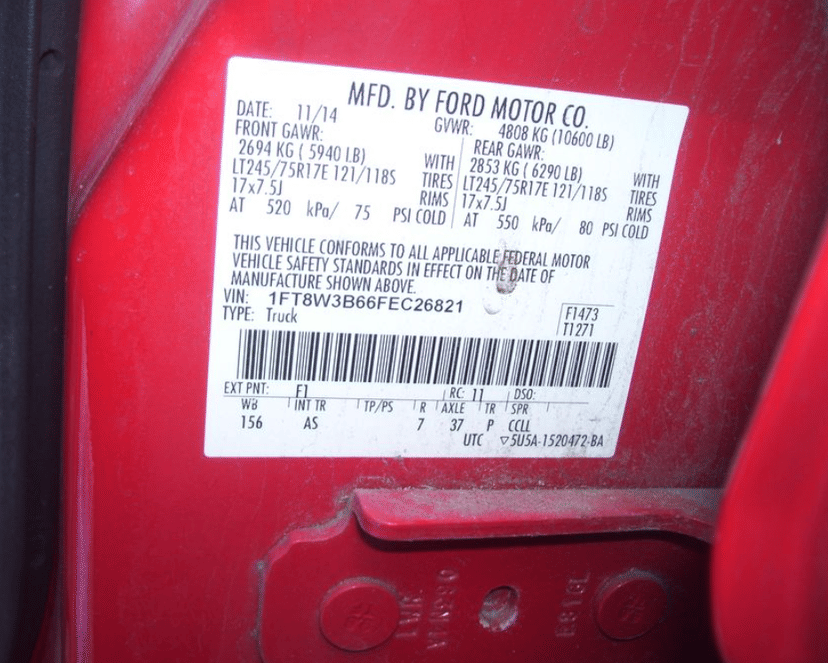 MFD. BY FORD MOTOR CO.
DATE: 11/14 GVWR: 4808 KG (10600 LB)
FRONT GAWR: REAR GAWR:
2694 KG ( 5940 LB) WITH 2853 KG ( 6290 LB) WITH
LT245/75R17E 121/118S TIRES LT245/75R17E 121/118S TIRES
17x7.5J RIMS 17x7.5J RIMS
AT 520 kPa/ 75 PSI COLD AT 550 kPa/ 80 PSI COLD
THIS VEHICLE CONFORMS TO ALL APPLICABLE FEDERAL MOTOR
VEHICLE SAFETY STANDARDS IN EFFECT ON THE DATE OF
MANUFACTURE SHOWN ABOVE.
VIN: 1FT8W3B66FEC26821
TYPE: Truck
F1473
T1271
EXT PNT: F1 RC: 11 DSO:
WB INT TR TP/PS R AXLE TR SPR
156 AS 7 37 P CCLL
UTC ▽5U5A-1520472-BA